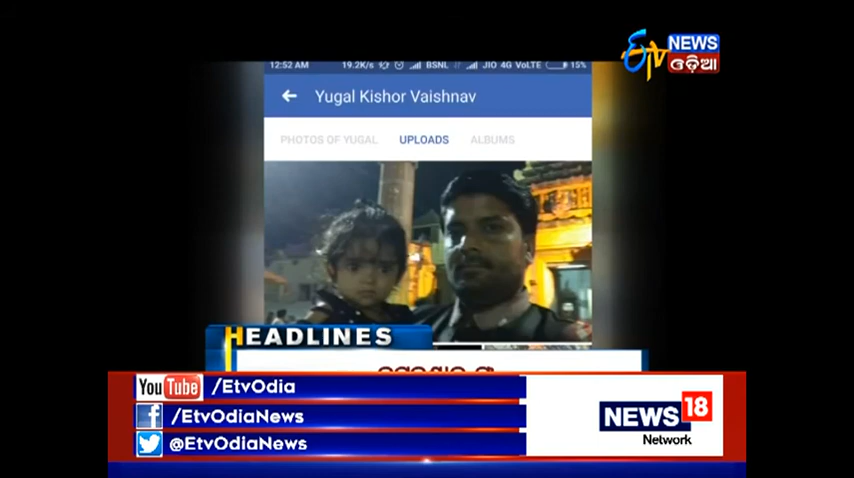 Etv NEWS
ଓଡ଼ିଆ
12:52 AM 19.2K/s BSNL JIO 4G VoLTE 15%
Yugal Kishor Vaishnav
PHOTOS OF YUGAL UPLOADS ALBUMS
HEADLINES
YouTube /EtvOdia
/EtvOdiaNews
@EtvOdiaNews
NEWS 18
Network